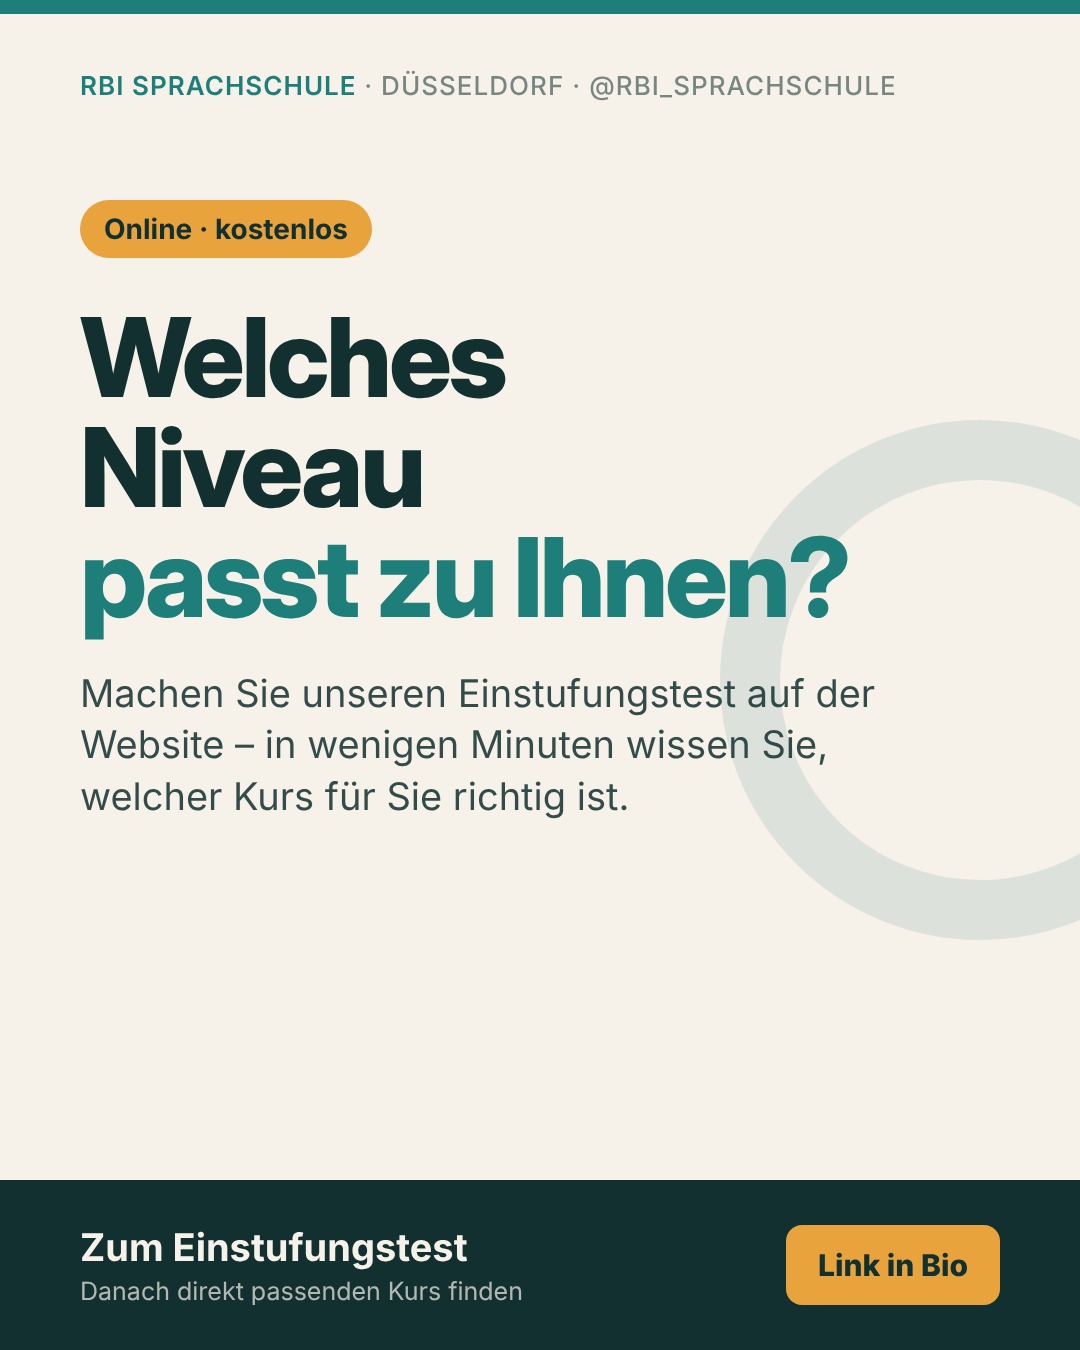 RBI SPRACHSCHULE · DÜSSELDORF · @RBI_SPRACHSCHULE
Online · kostenlos
Welches
Niveau
passt zu Ihnen?
Machen Sie unseren Einstufungstest auf der
Website – in wenigen Minuten wissen Sie,
welcher Kurs für Sie richtig ist.
Zum Einstufungstest
Danach direkt passenden Kurs finden
Link in Bio